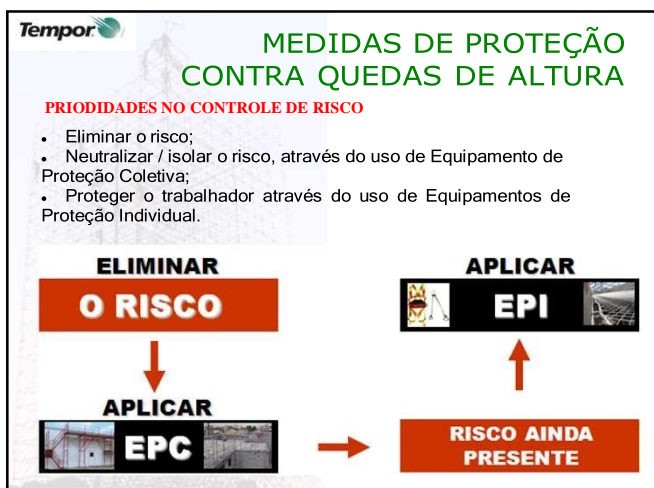 Tempor
MEDIDAS DE PROTEÇÃO
CONTRA QUEDAS DE ALTURA
PRIODIDADES NO CONTROLE DE RISCO
• Eliminar o risco;
• Neutralizar / isolar o risco, através do uso de Equipamento de
Proteção Coletiva;
• Proteger o trabalhador através do uso de Equipamentos de
Proteção Individual.
ELIMINAR
O RISCO
APLICAR
EPC
RISCO AINDA
PRESENTE
APLICAR
EPI